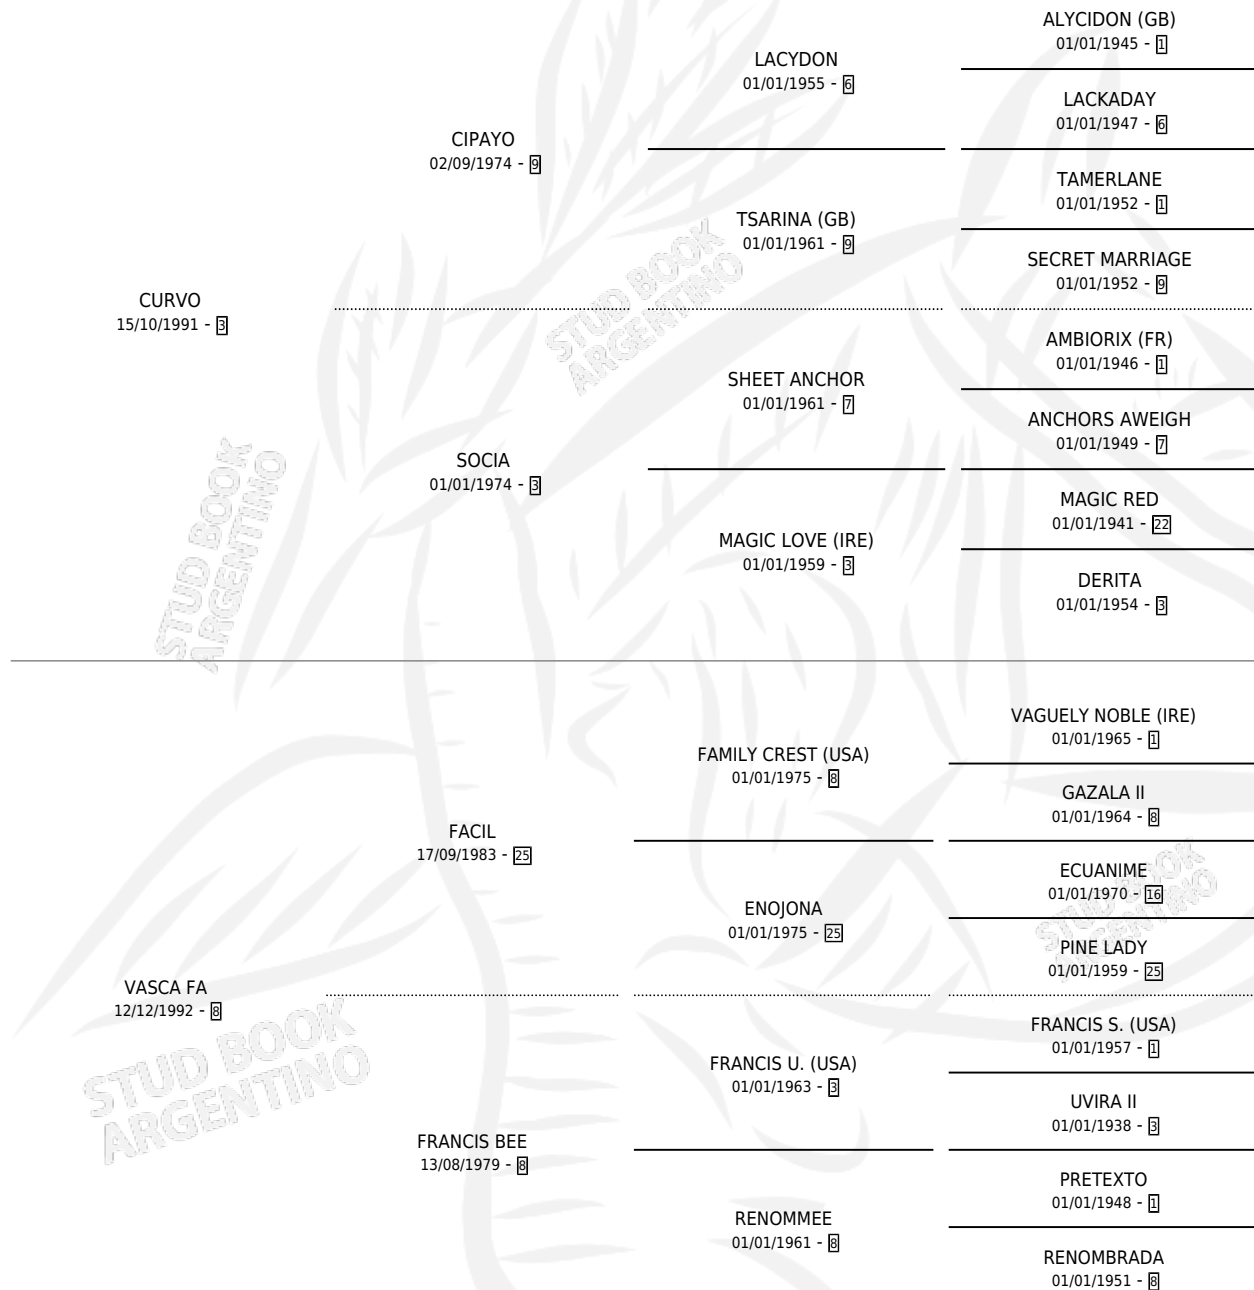 ALYCIDON (GB)
01/01/1945 - 1
LACYDON
01/01/1955 - 6
LACKADAY
01/01/1947 - 6
CIPAYO
02/09/1974 - 9
TAMERLANE
01/01/1952 - 1
TSARINA (GB)
01/01/1961 - 9
SECRET MARRIAGE
01/01/1952 - 9
STUD BOOK
ARGENTINO
CURVO
15/10/1991 - 3
AMBIORIX (FR)
01/01/1946 - 1
SHEET ANCHOR
01/01/1961 - 7
ANCHORS AWEIGH
01/01/1949 - 7
SOCIA
01/01/1974 - 3
MAGIC RED
01/01/1941 - 22
MAGIC LOVE (IRE)
01/01/1959 - 3
DERITA
01/01/1954 - 3
STUD BOOK
ARGENTINO
VAGUELY NOBLE (IRE)
01/01/1965 - 1
FAMILY CREST (USA)
01/01/1975 - 8
GAZALA II
01/01/1964 - 8
FACIL
17/09/1983 - 25
ECUANIME
01/01/1970 - 16
ENOJONA
01/01/1975 - 25
PINE LADY
01/01/1959 - 25
STUD BOOK
ARGENTINO
VASCA FA
12/12/1992 - 8
FRANCIS S. (USA)
01/01/1957 - 1
FRANCIS U. (USA)
01/01/1963 - 3
UVIRA II
01/01/1938 - 3
FRANCIS BEE
13/08/1979 - 8
PRETEXTO
01/01/1948 - 1
RENOMMEE
01/01/1961 - 8
RENOMBRADA
01/01/1951 - 8
STUD BOOK
ARGENTINO